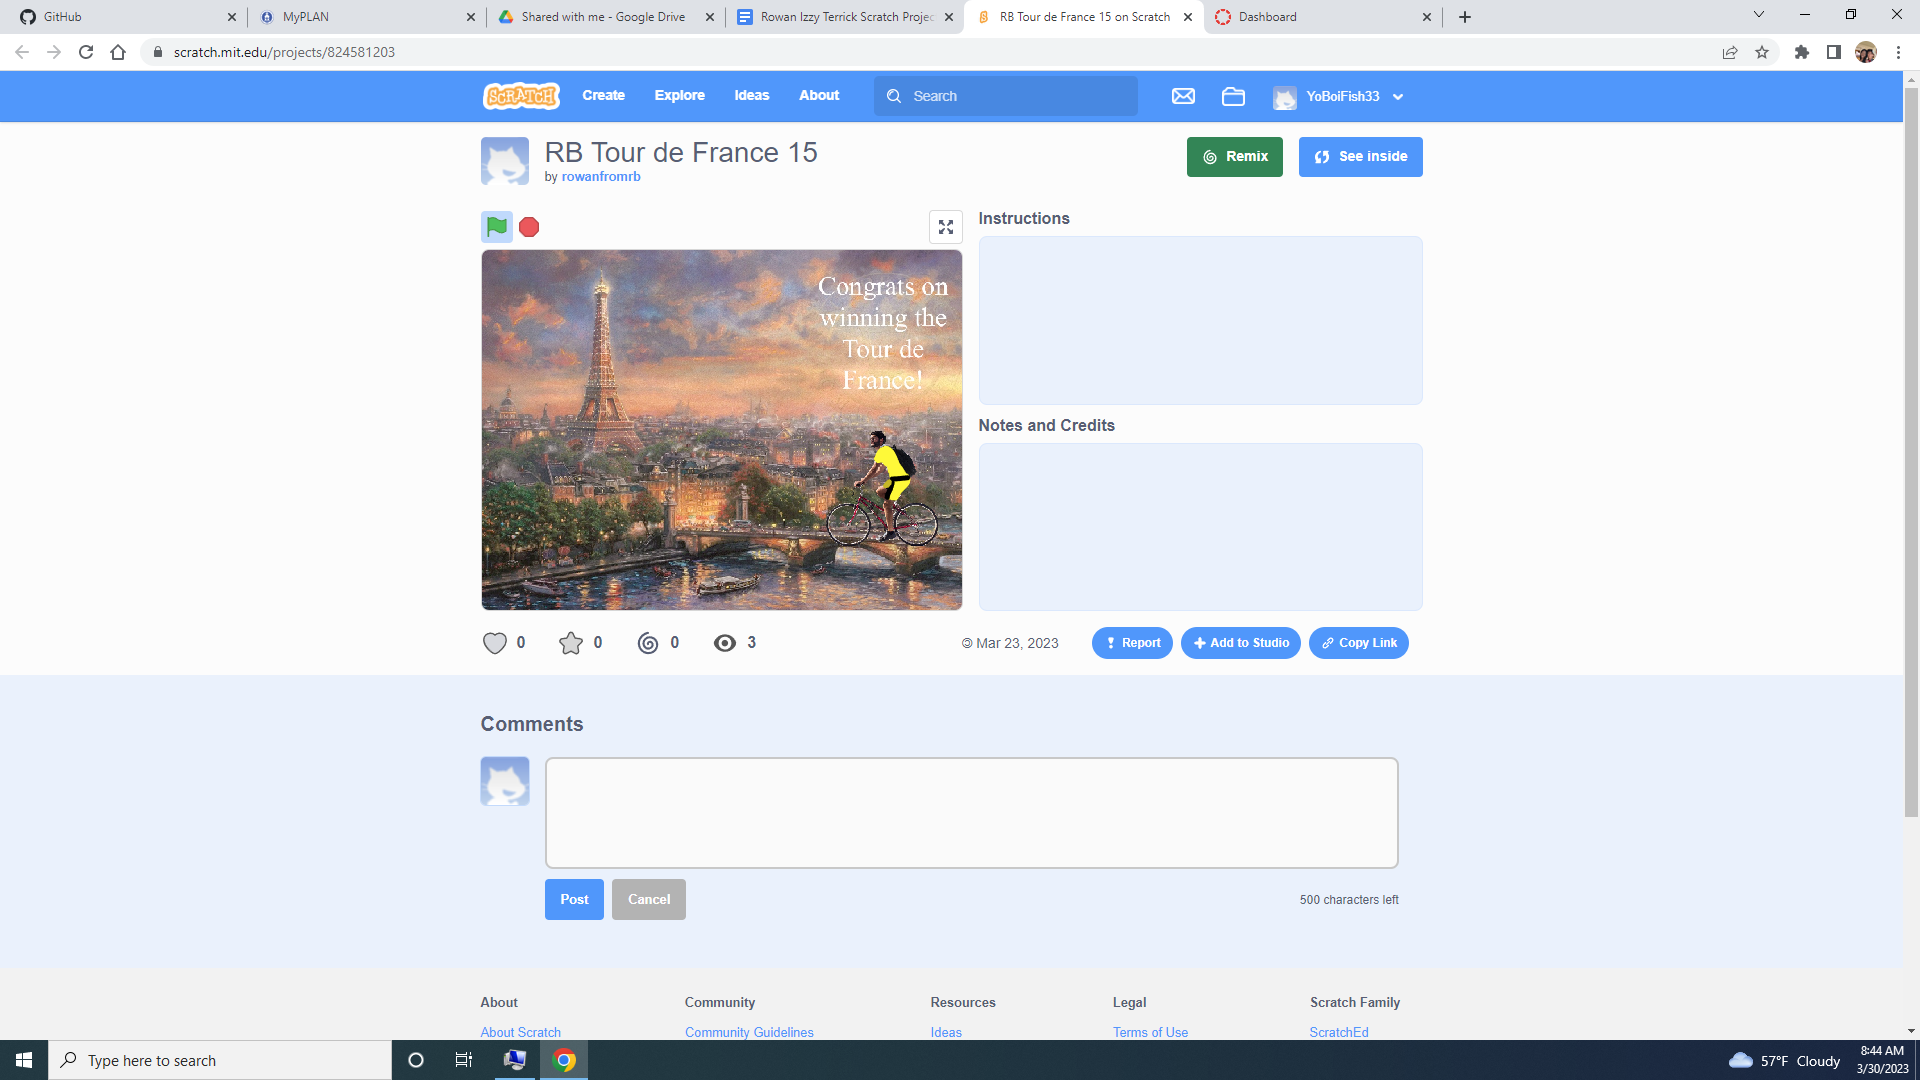 GitHub
MyPLAN
Shared with me - Google Drive
Rowan Izzy Terrick Scratch Projec
RB Tour de France 15 on Scratch
Dashboard
scratch.mit.edu/projects/824581203
SCRATCH
Create
Explore
Ideas
About
Search
YoBoiFish33
RB Tour de France 15
by rowanfromrb
Remix
See inside
Instructions
Congrats on
winning the
Tour de
France!
Notes and Credits
0
0
0
3
© Mar 23, 2023
Report
Add to Studio
Copy Link
Comments
Post
Cancel
500 characters left
About
Community
Resources
Legal
Scratch Family
About Scratch
Community Guidelines
Ideas
Terms of Use
ScratchEd
Type here to search
57°F Cloudy
8:44 AM
3/30/2023